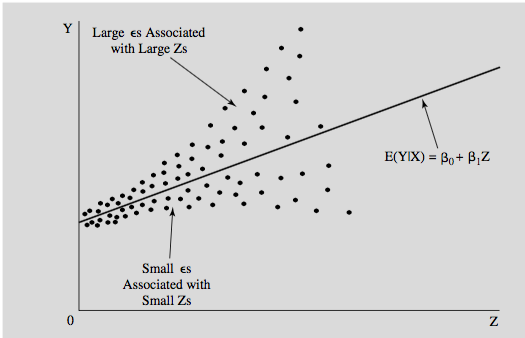 Y
Large ϵs Associated
with Large Zs
E(Y|X) = β₀ + β₁Z
Small ϵs
Associated with
Small Zs
0
Z